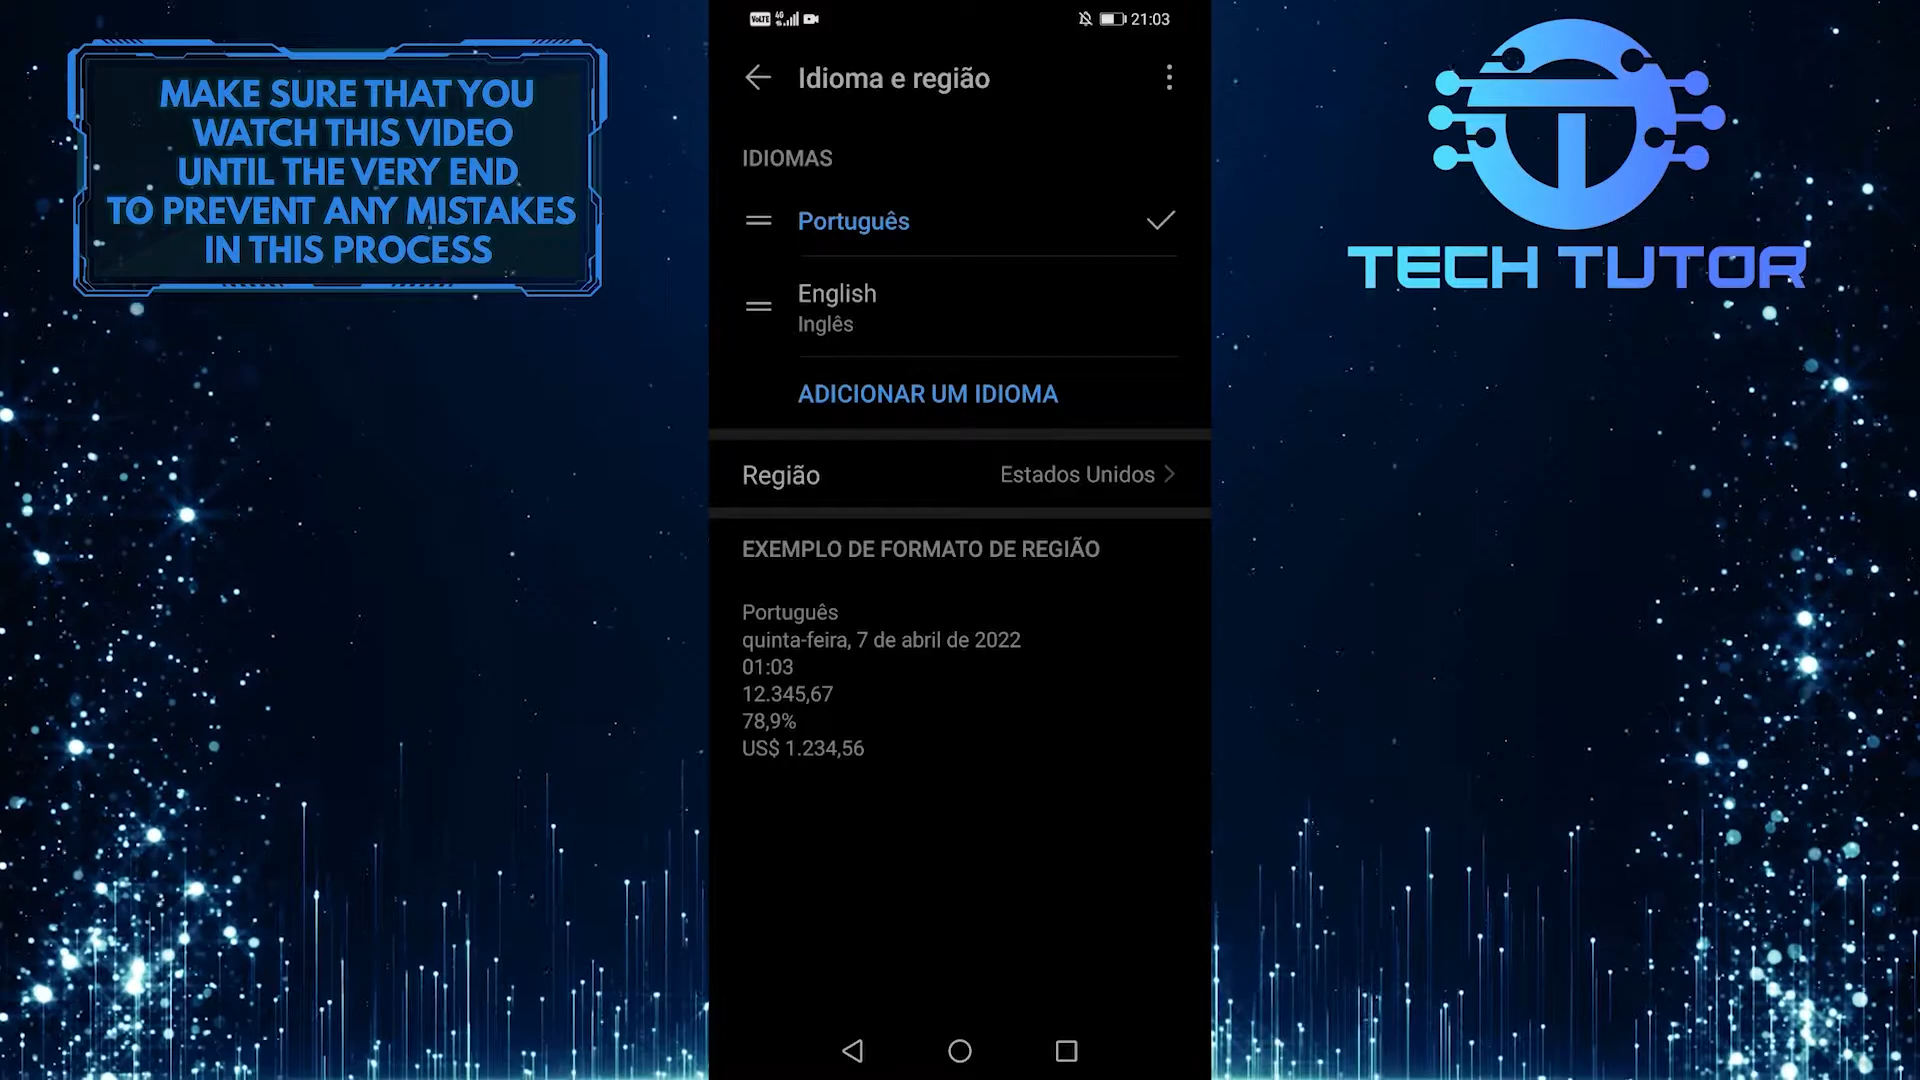 MAKE SURE THAT YOU
WATCH THIS VIDEO
UNTIL THE VERY END
TO PREVENT ANY MISTAKES
IN THIS PROCESS
VoLTE 4G 21:03
Idioma e região
IDIOMAS
Português
English
Inglês
ADICIONAR UM IDIOMA
Região Estados Unidos
EXEMPLO DE FORMATO DE REGIÃO
Português
quinta-feira, 7 de abril de 2022
01:03
12.345,67
78,9%
US$ 1.234,56
TECH TUTOR